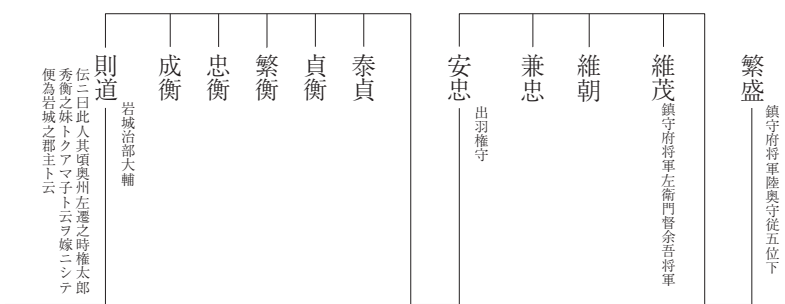 繁盛
鎮守府将軍陸奥守従五位下
維茂
鎮守府将軍左衛門督余吾将軍
維朝
兼忠
安忠
出羽権守
泰貞
貞衡
繁衡
忠衡
成衡
則道
岩城治部大輔
伝ニ曰此人其頃奥州左遷之時権太郎
秀衡之妹トクアマ子ト云ヲ嫁ニシテ
便為岩城之郡主ト云